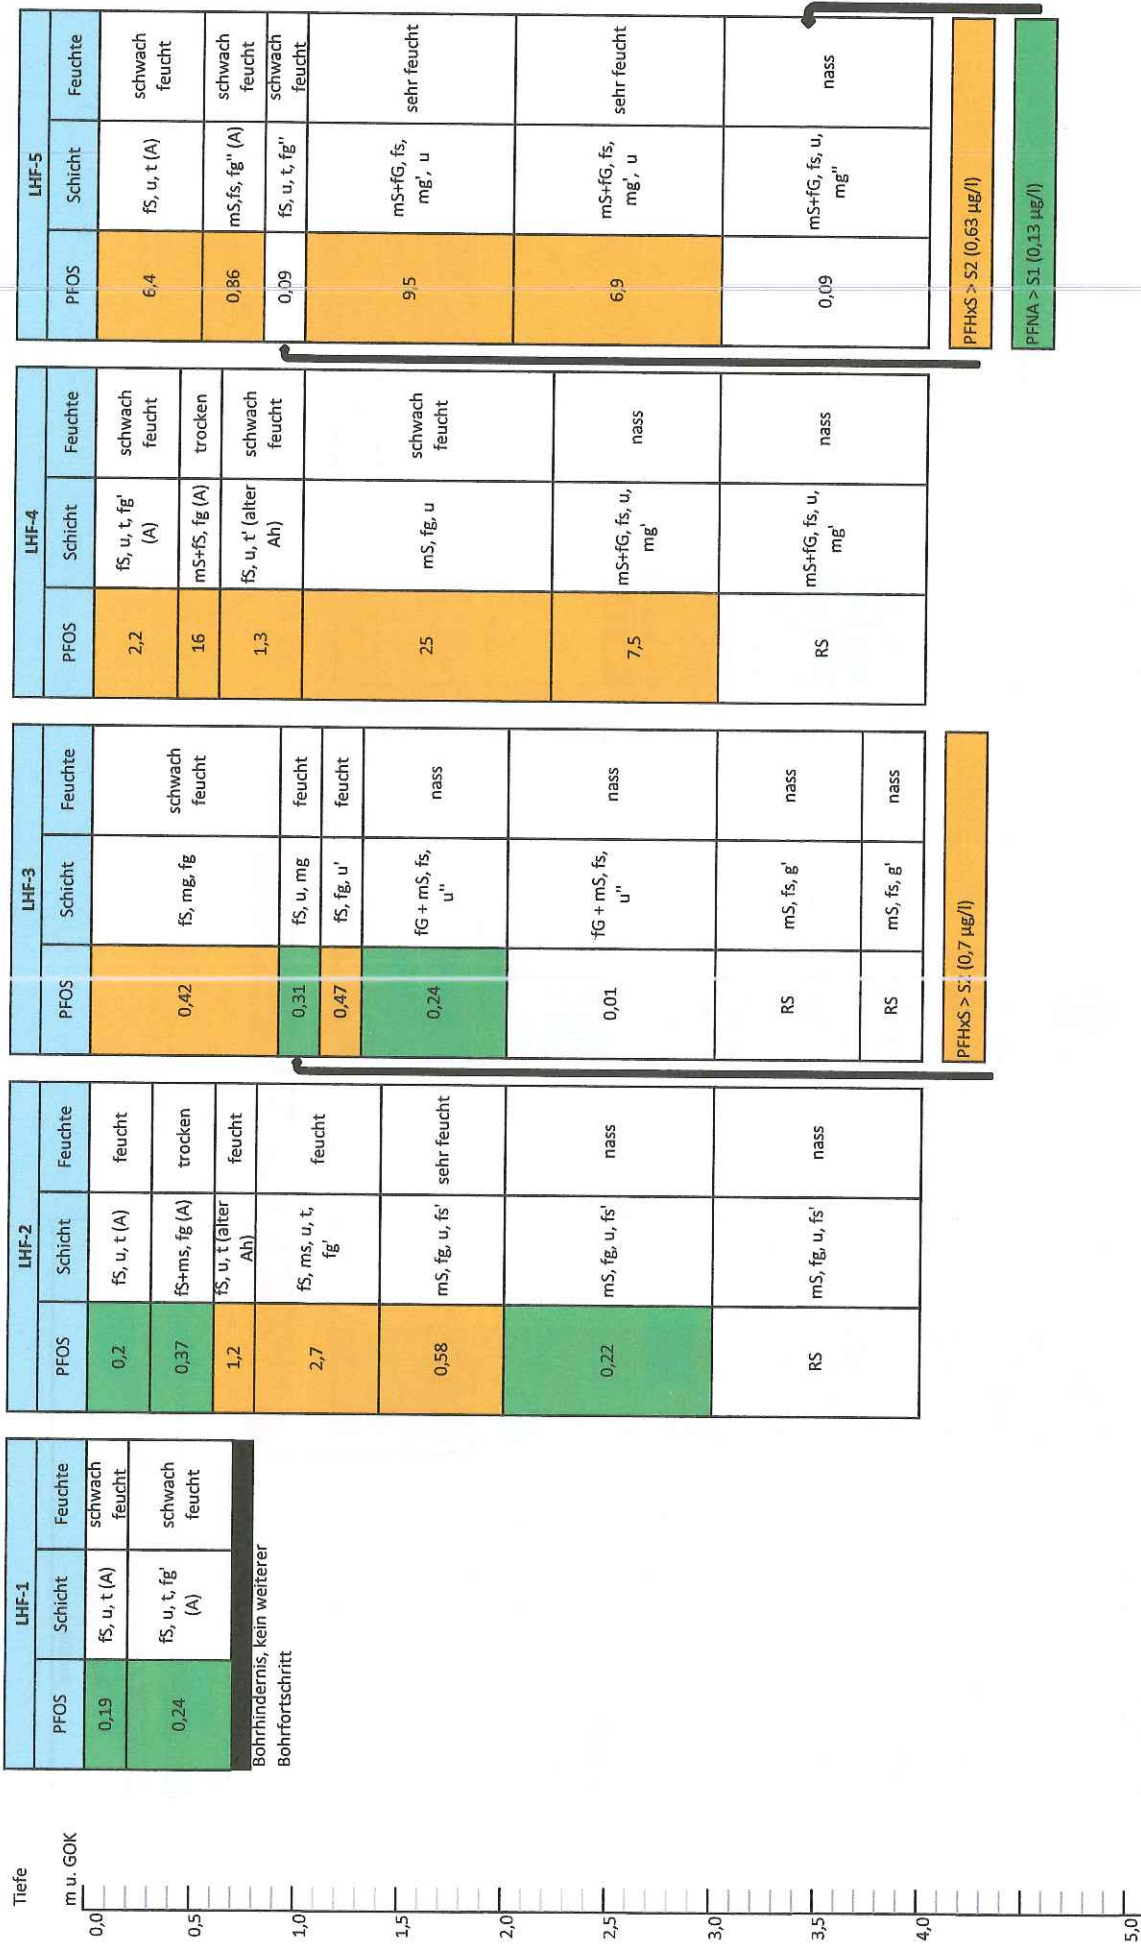 Tiefe
m u. GOK
0,0
0,5
1,0
1,5
2,0
2,5
3,0
3,5
4,0
5,0
LHF-1
PFOS Schicht Feuchte
0,19 fS, u, t (A) schwach
feucht
0,24 fS, u, t, fg'
(A) schwach
feucht
Bohrhindernis, kein weiterer
Bohrfortschritt
LHF-2
PFOS Schicht Feuchte
0,2 fS, u, t (A) feucht
0,37 fS+ms, fg (A) trocken
1,2 fS, u, t (alter
Ah) feucht
2,7 fS, ms, u, t,
fg' feucht
0,58 mS, fg, u, fs' sehr feucht
0,22 mS, fg, u, fs' nass
RS mS, fg, u, fs' nass
LHF-3
PFOS Schicht Feuchte
0,42 fS, mg, fg schwach
feucht
0,31 fS, u, mg feucht
0,47 fS, fg, u' feucht
0,24 fG + mS, fs,
u'' nass
0,01 fG + mS, fs,
u'' nass
RS mS, fs, g' nass
RS mS, fs, g' nass
PFHxS > S2 (0,7 µg/l)
LHF-4
PFOS Schicht Feuchte
2,2 fS, u, t, fg'
(A) schwach
feucht
16 mS+fS, fg (A) trocken
1,3 fS, u, t' (alter
Ah) schwach
feucht
25 mS, fg, u schwach
feucht
7,5 mS+fG, fs, u,
mg' nass
RS mS+fG, fs, u,
mg' nass
LHF-5
PFOS Schicht Feuchte
6,4 fS, u, t (A) schwach
feucht
0,86 mS,fs, fg'' (A) schwach
feucht
0,09 fS, u, t, fg'' schwach
feucht
9,5 mS+fG, fs,
mg', u sehr feucht
6,9 mS+fG, fs,
mg', u sehr feucht
0,09 mS+fG, fs, u,
mg'' nass
PFHxS > S2 (0,63 µg/l)
PFNA > S1 (0,13 µg/l)